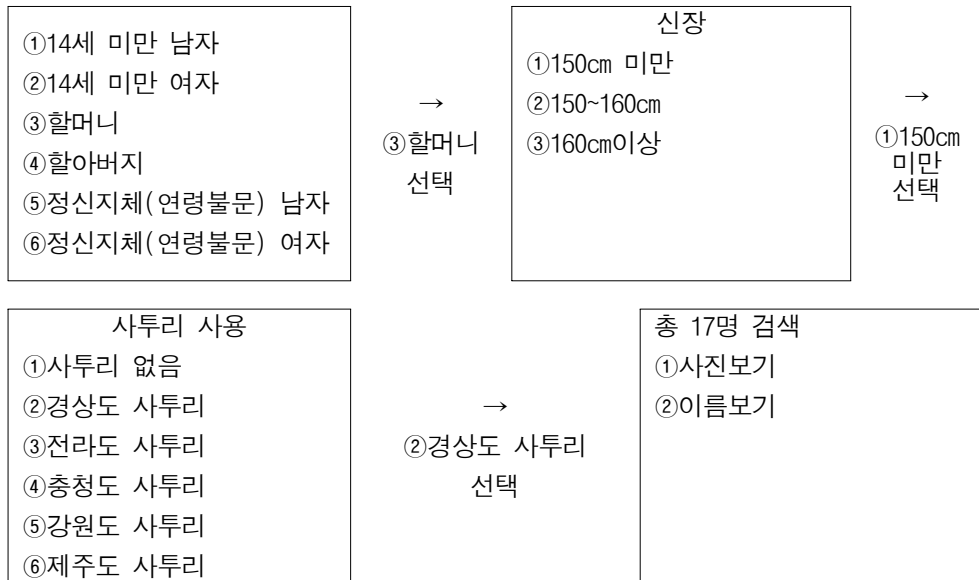 ①14세 미만 남자
②14세 미만 여자
③할머니
④할아버지
⑤정신지체(연령불문) 남자
⑥정신지체(연령불문) 여자
→
③할머니
선택
신장
①150cm 미만
②150~160cm
③160cm이상
→
①150cm
미만
선택
사투리 사용
①사투리 없음
②경상도 사투리
③전라도 사투리
④충청도 사투리
⑤강원도 사투리
⑥제주도 사투리
→
②경상도 사투리
선택
총 17명 검색
①사진보기
②이름보기